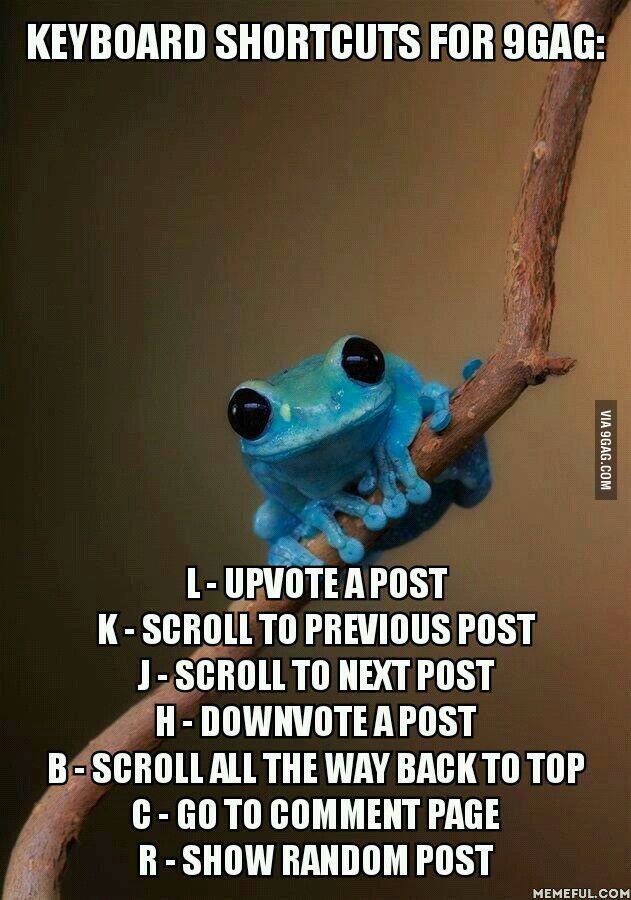 KEYBOARD SHORTCUTS FOR 9GAG:
VIA 9GAG.COM
L - UPVOTE A POST
K - SCROLL TO PREVIOUS POST
J - SCROLL TO NEXT POST
H - DOWNVOTE A POST
B - SCROLL ALL THE WAY BACK TO TOP
C - GO TO COMMENT PAGE
R - SHOW RANDOM POST
MEMEFUL.COM